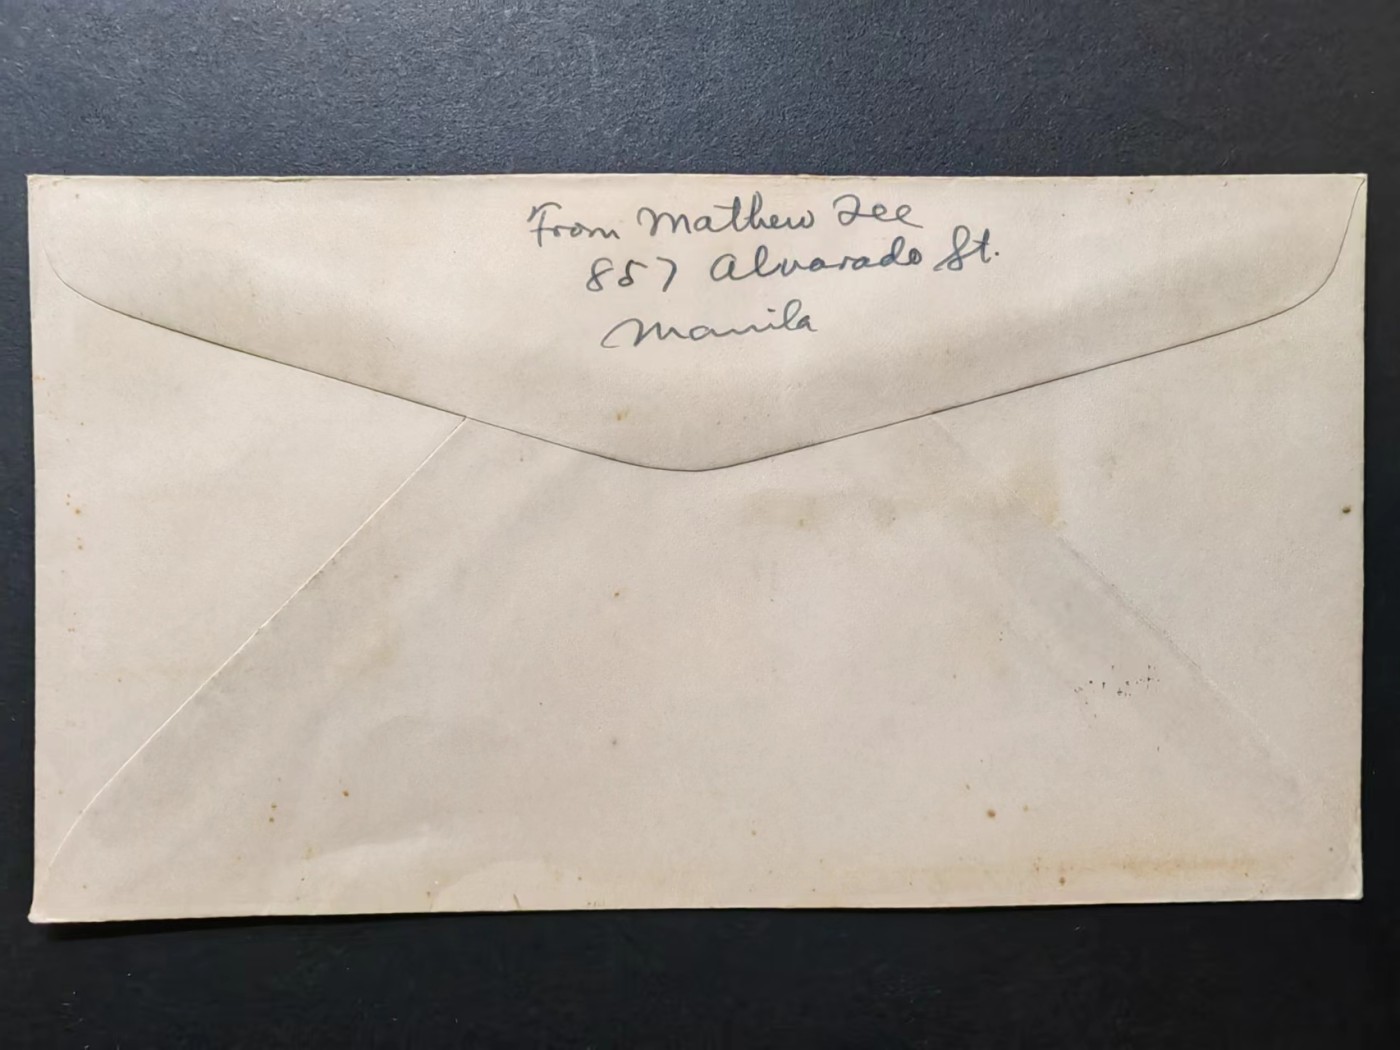 From Mathew Lee
857 Alvarado St.
Manila